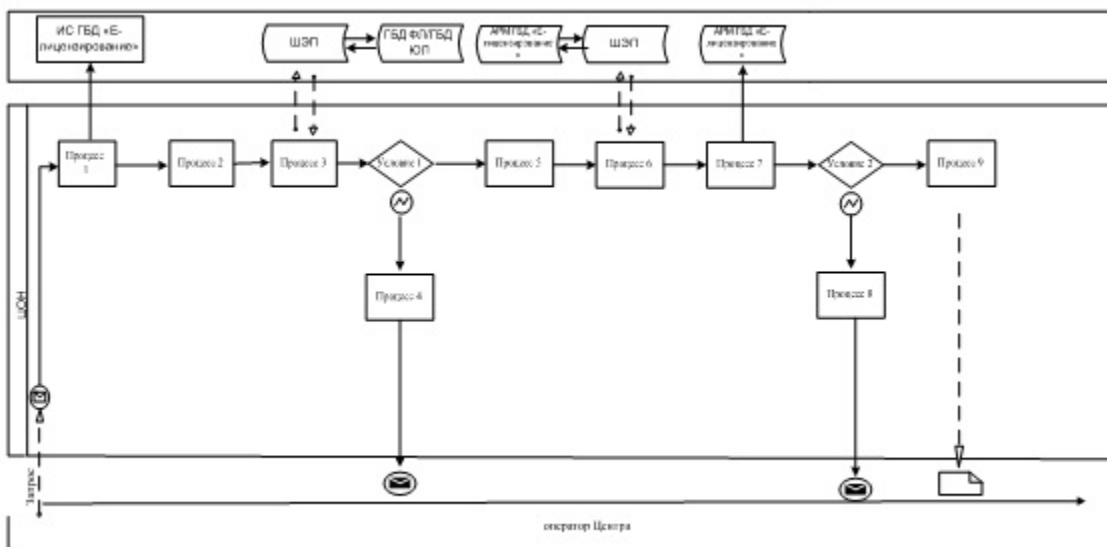 ИС ГБД «Е-
лицензирование»
ШЭП
ГБД ФЛ/ГБД
ЮЛ
АРМ ГБД «Е-
лицензирование
»
ШЭП
АРМ ГБД «Е-
лицензирование
»
Процесс
1
Процесс 2
Процесс 3
Условие 1
Процесс 5
Процесс 6
Процесс 7
Условие 2
Процесс 9
Процесс 4
Процесс 8
ЦОН
Запрос
оператор Центра